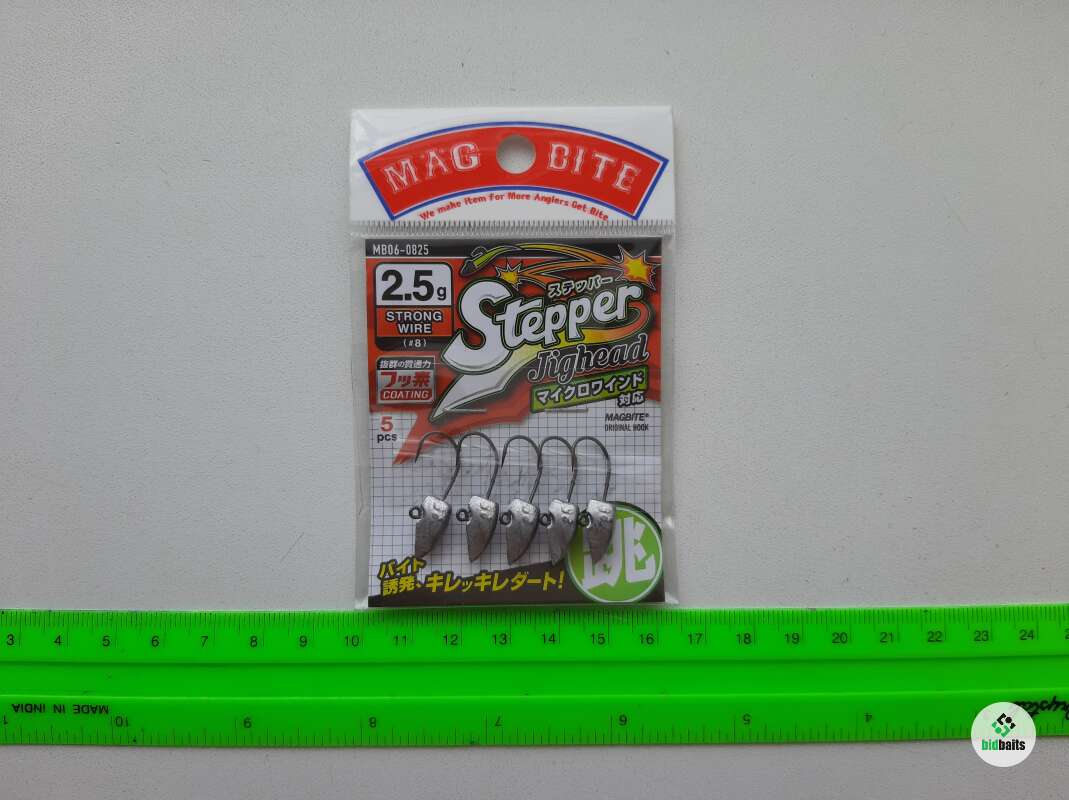 MAG BITE
We make item For More Anglers Get Bite
MB06-0825
2.5g
STRONG
WIRE
(#8)
ステッパー
Stepper
Jighead
マイクロワインド
対応
抜群の貫通力
フッ素
COATING
MAGBITE®
ORIGINAL HOOK
5
pcs
跳
バイト
誘発、キレッキレダート!
3 4 5 6 7 8 9 10 11 12 13 14 15 16 17 18 19 20 21 22 23 24
MADE IN INDIA
10 9 8 7 6 5 4
bidbaits